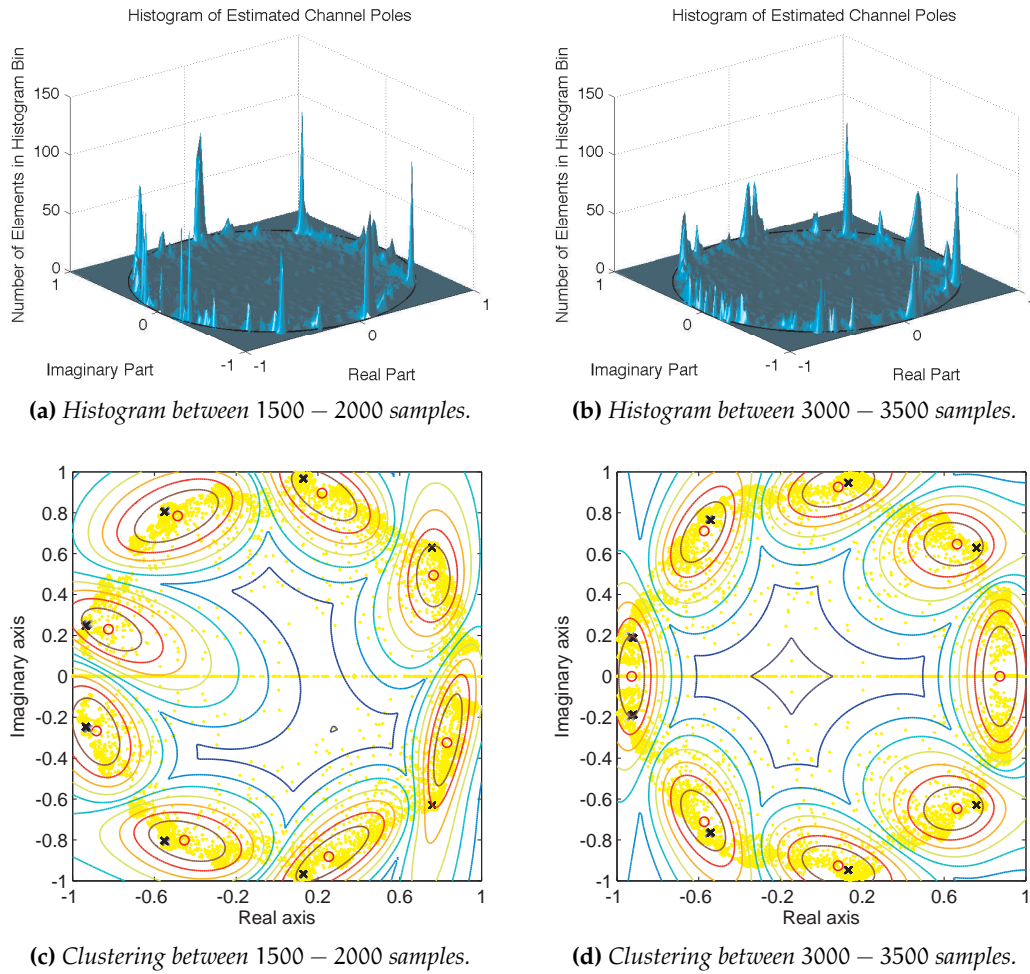 Histogram of Estimated Channel Poles
Number of Elements in Histogram Bin
150
100
50
0
1
0
-1
-1
0
1
Imaginary Part
Real Part
(a) Histogram between 1500 − 2000 samples.
Histogram of Estimated Channel Poles
Number of Elements in Histogram Bin
150
100
50
0
1
0
-1
-1
0
1
Imaginary Part
Real Part
(b) Histogram between 3000 − 3500 samples.
Imaginary axis
1
0.8
0.6
0.4
0.2
0
-0.2
-0.4
-0.6
-0.8
-1
-1 -0.6 -0.2 0.2 0.6 1
Real axis
(c) Clustering between 1500 − 2000 samples.
Imaginary axis
1
0.8
0.6
0.4
0.2
0
-0.2
-0.4
-0.6
-0.8
-1
-1 -0.6 -0.2 0.2 0.6 1
Real axis
(d) Clustering between 3000 − 3500 samples.